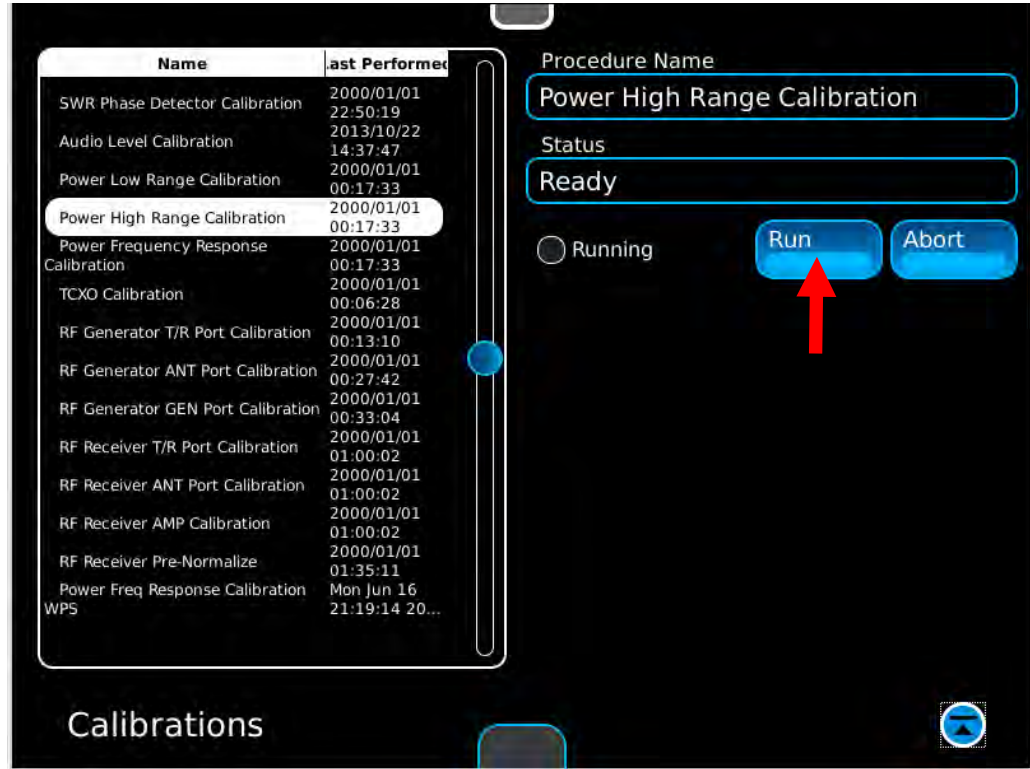 Name
.ast Performe
SWR Phase Detector Calibration
2000/01/01
22:50:19
Audio Level Calibration
2013/10/22
14:37:47
Power Low Range Calibration
2000/01/01
00:17:33
Power High Range Calibration
2000/01/01
00:17:33
Power Frequency Response
Calibration
2000/01/01
00:17:33
TCXO Calibration
2000/01/01
00:06:28
RF Generator T/R Port Calibration
2000/01/01
00:13:10
RF Generator ANT Port Calibration
2000/01/01
00:27:42
RF Generator GEN Port Calibration
2000/01/01
00:33:04
RF Receiver T/R Port Calibration
2000/01/01
01:00:02
RF Receiver ANT Port Calibration
2000/01/01
01:00:02
RF Receiver AMP Calibration
2000/01/01
01:00:02
RF Receiver Pre-Normalize
2000/01/01
01:35:11
Power Freq Response Calibration
WPS
Mon Jun 16
21:19:14 20...
Procedure Name
Power High Range Calibration
Status
Ready
Running
Run
Abort
Calibrations